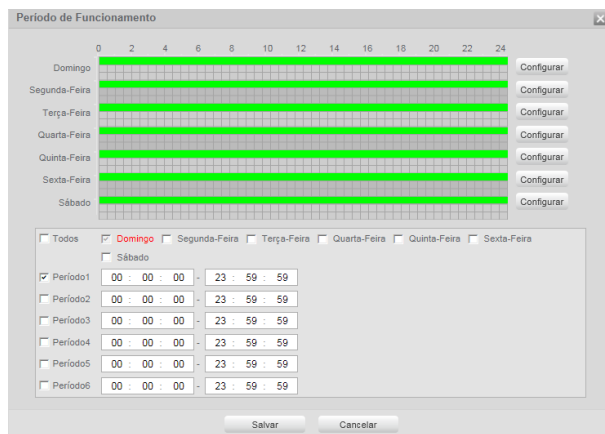 Período de Funcionamento
0 2 4 6 8 10 12 14 16 18 20 22 24
Domingo Configurar
Segunda-Feira Configurar
Terça-Feira Configurar
Quarta-Feira Configurar
Quinta-Feira Configurar
Sexta-Feira Configurar
Sábado Configurar
Todos Domingo Segunda-Feira Terça-Feira Quarta-Feira Quinta-Feira Sexta-Feira
Sábado
Período1 00 : 00 : 00 - 23 : 59 : 59
Período2 00 : 00 : 00 - 23 : 59 : 59
Período3 00 : 00 : 00 - 23 : 59 : 59
Período4 00 : 00 : 00 - 23 : 59 : 59
Período5 00 : 00 : 00 - 23 : 59 : 59
Período6 00 : 00 : 00 - 23 : 59 : 59
Salvar Cancelar